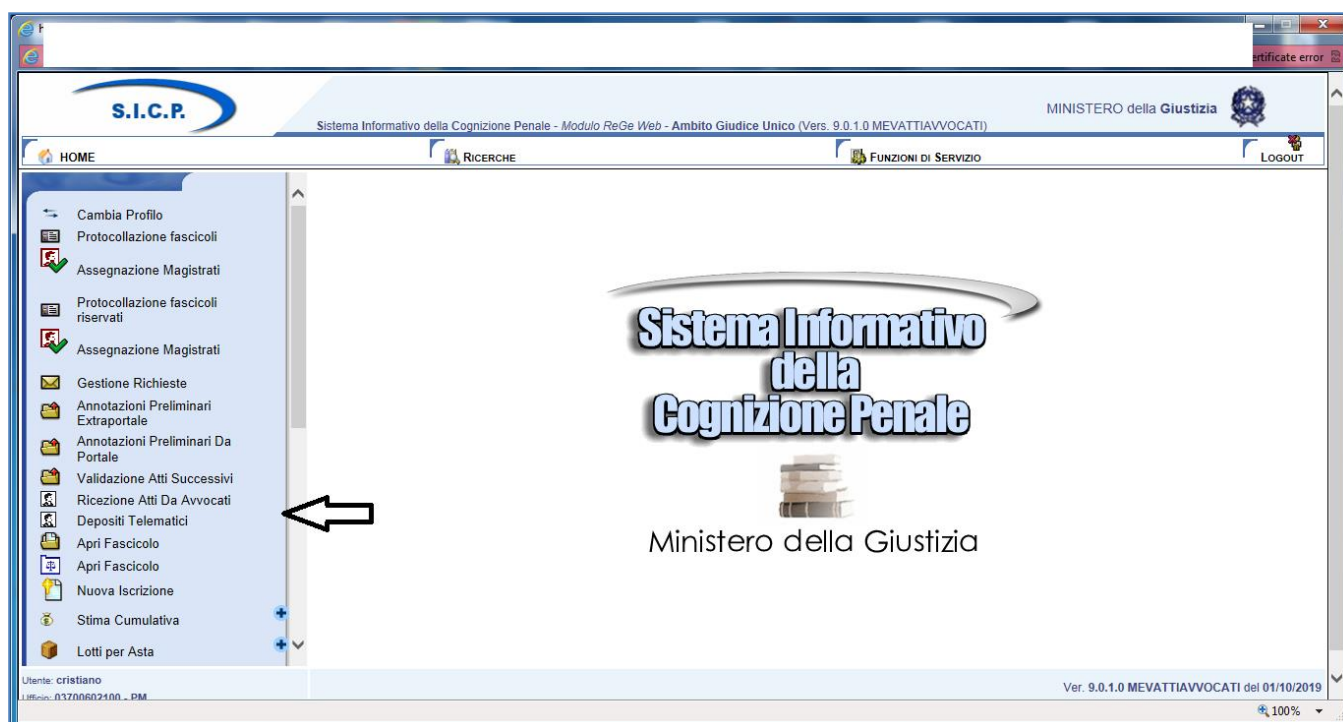 ertificate error
S.I.C.P.
MINISTERO della Giustizia
Sistema Informativo della Cognizione Penale - Modulo ReGe Web - Ambito Giudice Unico (Vers. 9.0.1.0 MEVATTIAVVOCATI)
HOME
RICERCHE
FUNZIONI DI SERVIZIO
LOGOUT
Cambia Profilo
Protocollazione fascicoli
Assegnazione Magistrati
Protocollazione fascicoli
riservati
Assegnazione Magistrati
Gestione Richieste
Annotazioni Preliminari
Extraportale
Annotazioni Preliminari Da
Portale
Validazione Atti Successivi
Ricezione Atti Da Avvocati
Depositi Telematici
Apri Fascicolo
Apri Fascicolo
Nuova Iscrizione
Stima Cumulativa
Lotti per Asta
Sistema Informativo
della
Cognizione Penale
Ministero della Giustizia
Utente: cristiano
Ufficio: 03700602100 - PM
Ver. 9.0.1.0 MEVATTIAVVOCATI del 01/10/2019
100%